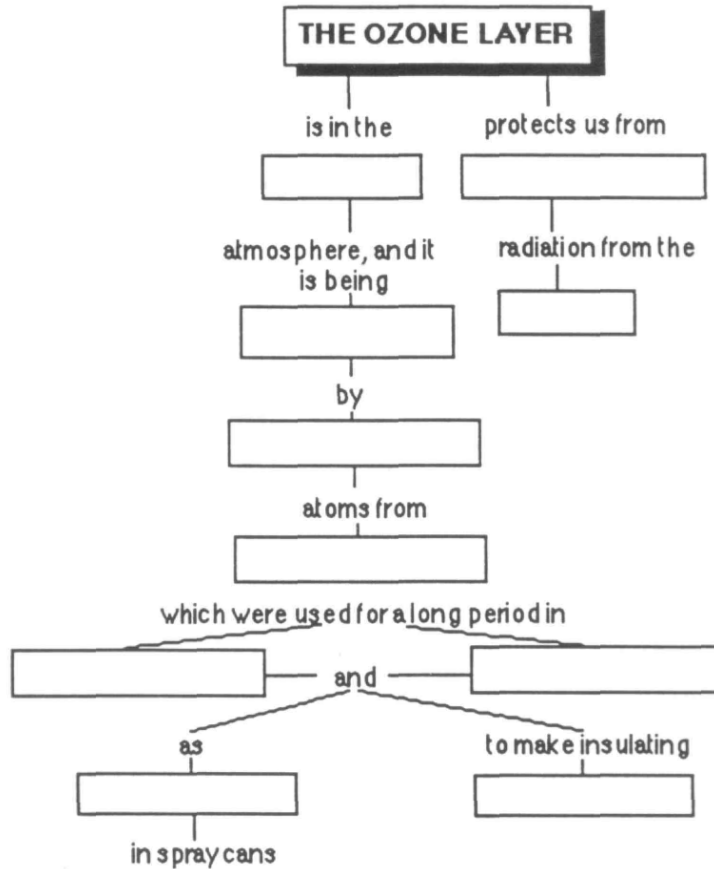 THE OZONE LAYER
is in the
protects us from
atmosphere, and it
is being
radiation from the
by
atoms from
which were used for a long period in
and
as
to make insulating
in spray cans